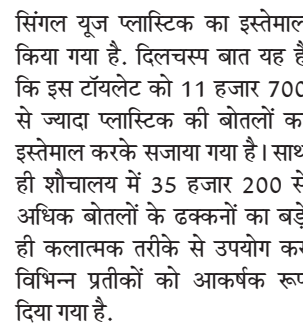 सिंगल यूज प्लास्टिक का इस्तेमाल
किया गया है. दिलचस्प बात यह है
कि इस टॉयलेट को 11 हजार 700
से ज्यादा प्लास्टिक की बोतलों का
इस्तेमाल करके सजाया गया है। साथ
ही शौचालय में 35 हजार 200 से
अधिक बोतलों के ढक्कनों का बड़े
ही कलात्मक तरीके से उपयोग कर
विभिन्न प्रतीकों को आकर्षक रूप
दिया गया है.